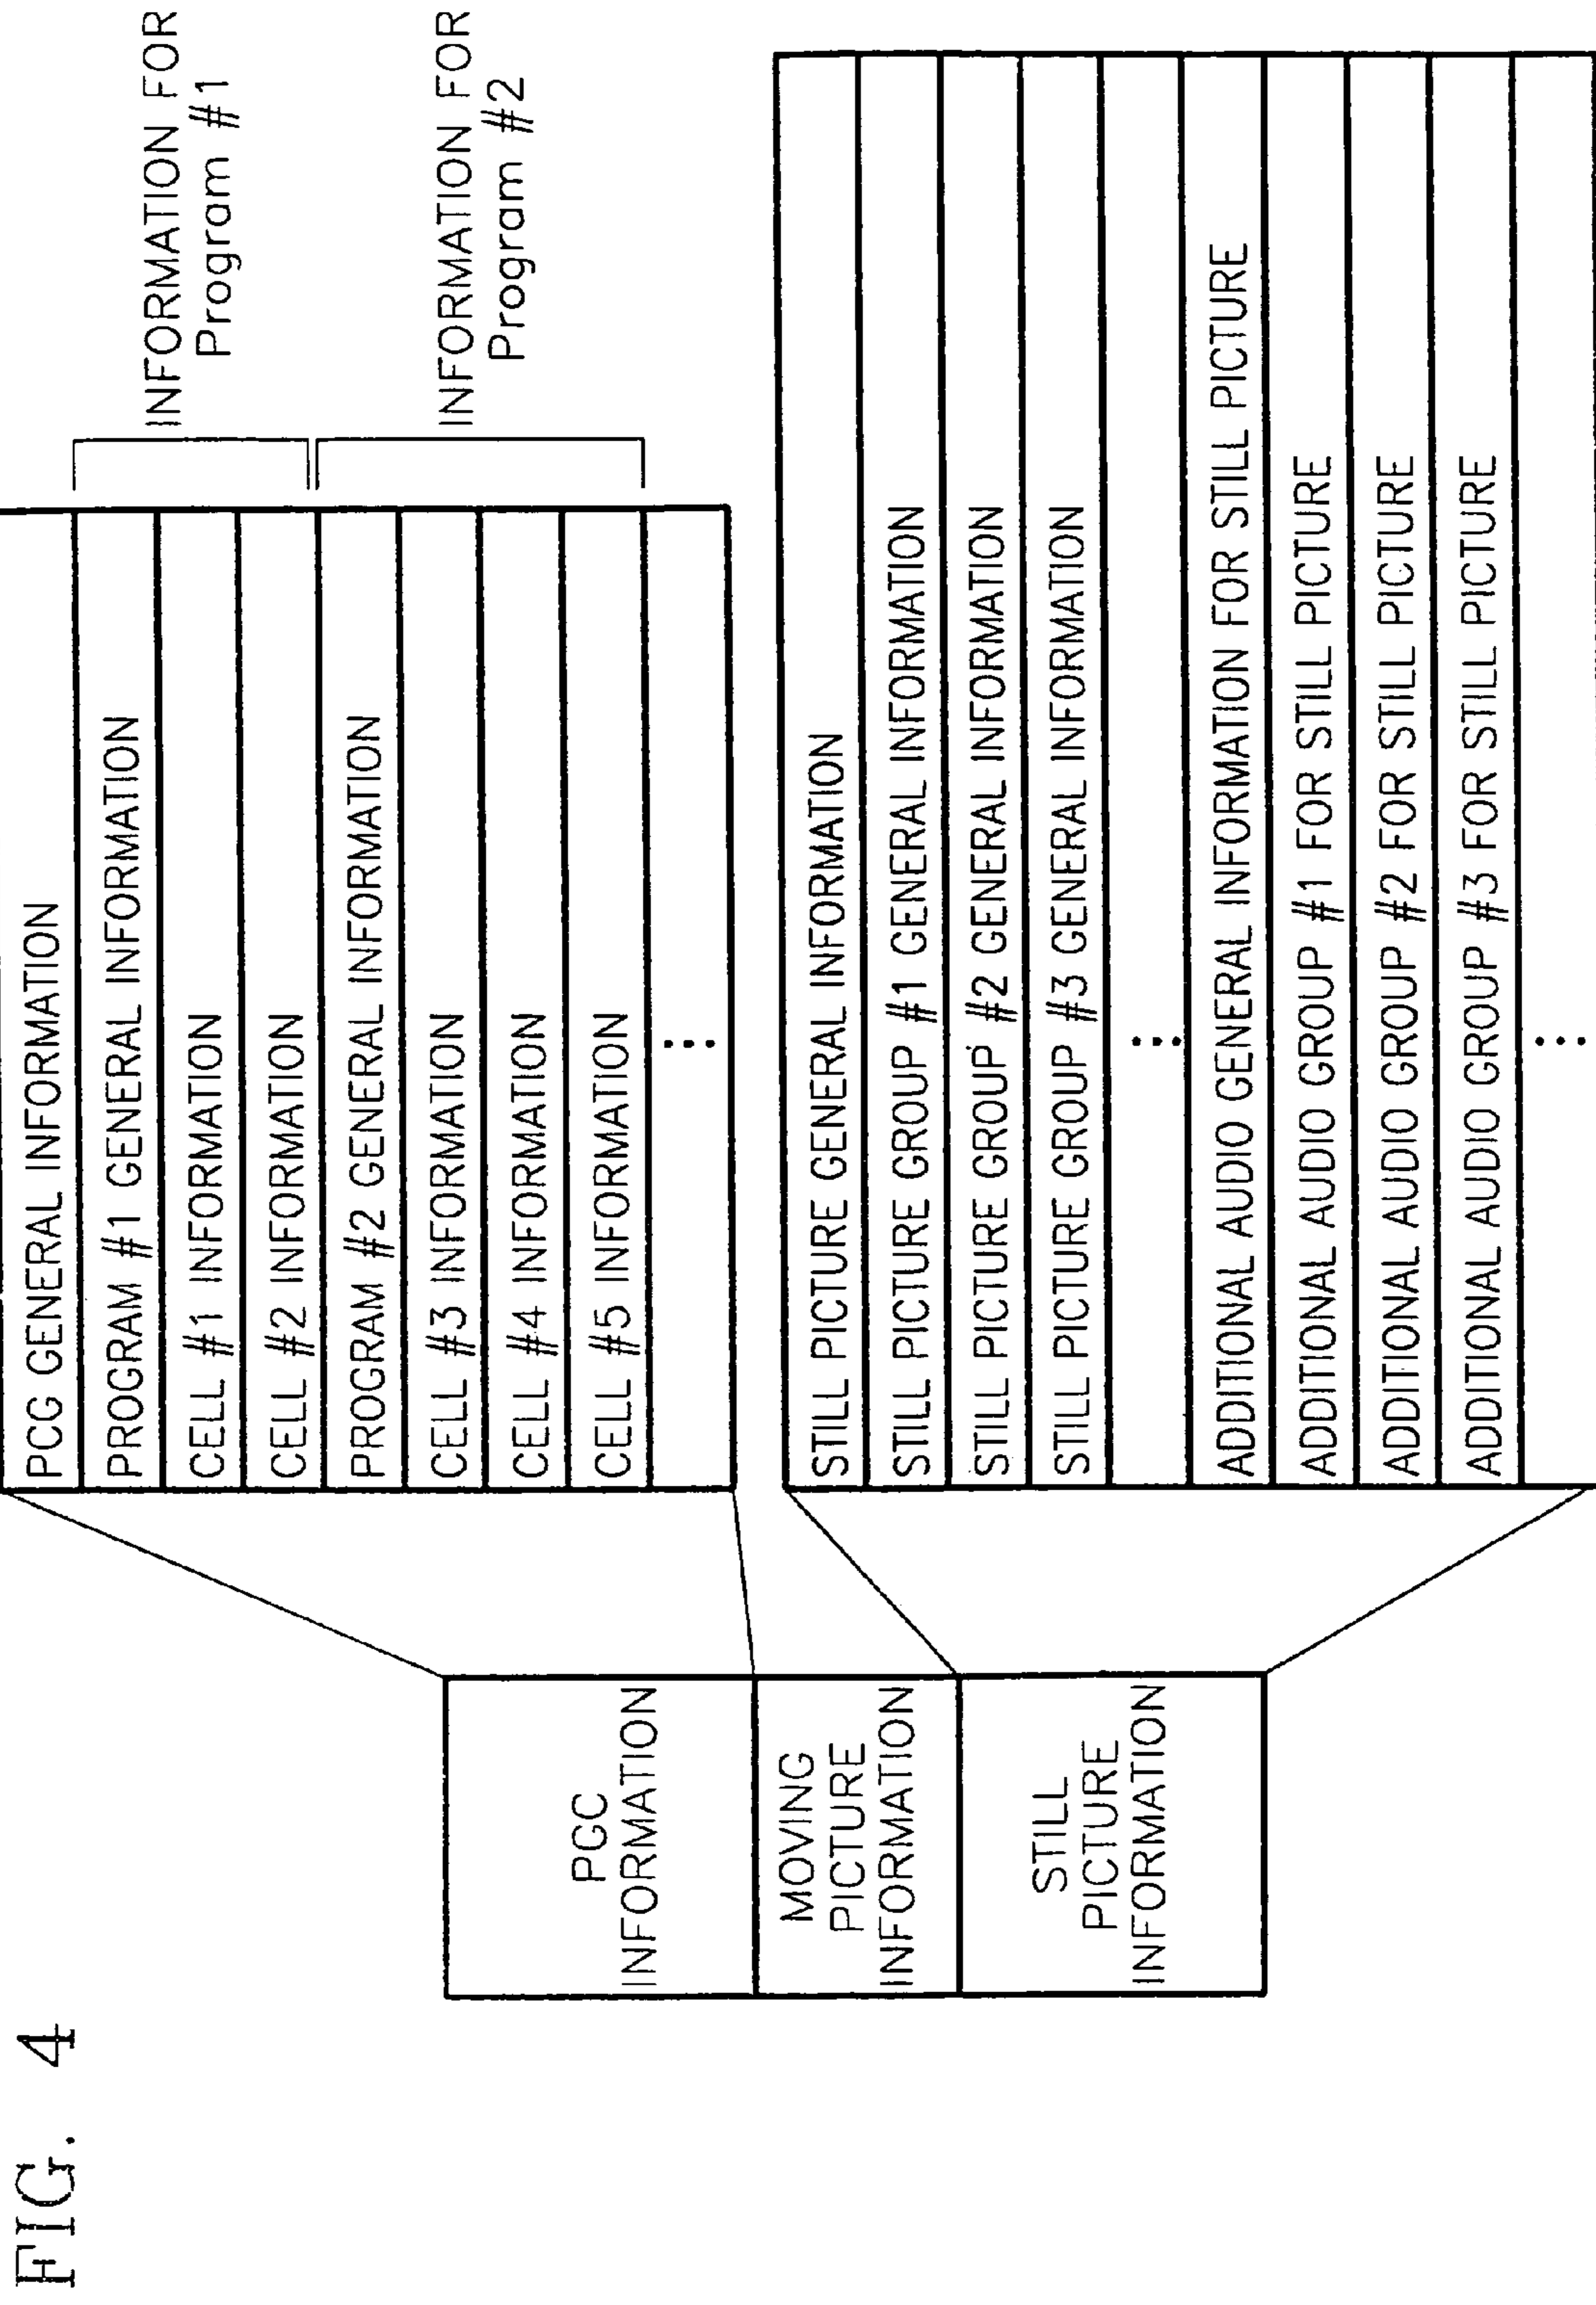 FIG. 4
PGC
INFORMATION
MOVING
PICTURE
INFORMATION
STILL
PICTURE
INFORMATION
PCG GENERAL INFORMATION
PROGRAM #1 GENERAL INFORMATION
CELL #1 INFORMATION
CELL #2 INFORMATION
PROGRAM #2 GENERAL INFORMATION
CELL #3 INFORMATION
CELL #4 INFORMATION
CELL #5 INFORMATION
...
INFORMATION FOR
Program #1
INFORMATION FOR
Program #2
STILL PICTURE GENERAL INFORMATION
STILL PICTURE GROUP #1 GENERAL INFORMATION
STILL PICTURE GROUP #2 GENERAL INFORMATION
STILL PICTURE GROUP #3 GENERAL INFORMATION
...
ADDITIONAL AUDIO GENERAL INFORMATION FOR STILL PICTURE
ADDITIONAL AUDIO GROUP #1 FOR STILL PICTURE
ADDITIONAL AUDIO GROUP #2 FOR STILL PICTURE
ADDITIONAL AUDIO GROUP #3 FOR STILL PICTURE
...